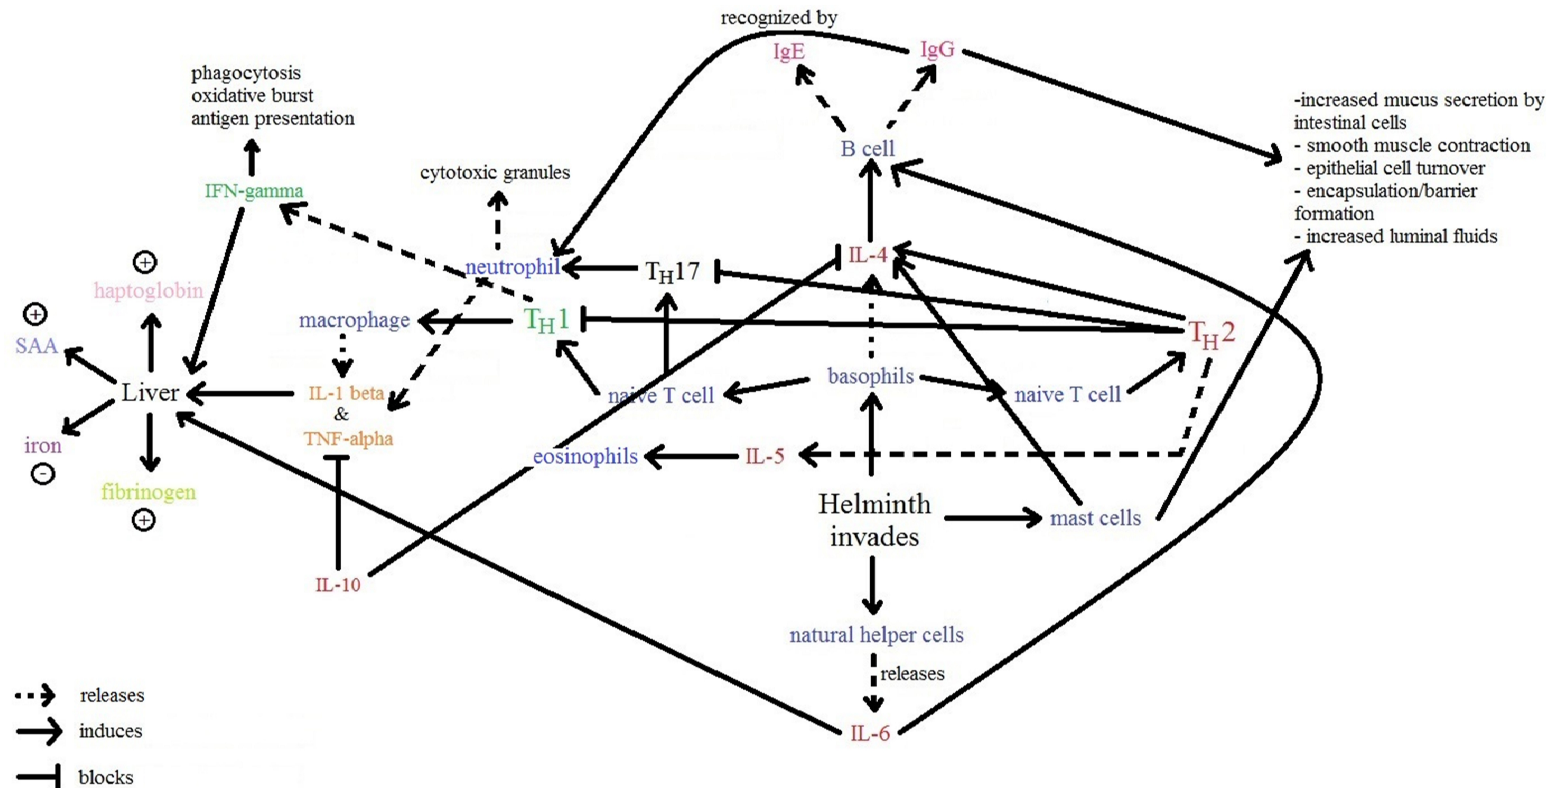 recognized by
IgE
IgG
phagocytosis
oxidative burst
antigen presentation
-increased mucus secretion by
intestinal cells
- smooth muscle contraction
- epithelial cell turnover
- encapsulation/barrier
formation
- increased luminal fluids
B cell
cytotoxic granules
IFN-gamma
IL-4
neutrophil
TH17
+
haptoglobin
macrophage
TH1
TH2
+
SAA
Liver
IL-1 beta
&
TNF-alpha
naive T cell
basophils
naive T cell
iron
-
eosinophils
IL-5
fibrinogen
+
Helminth
invades
mast cells
IL-10
natural helper cells
releases
IL-6
releases
induces
blocks